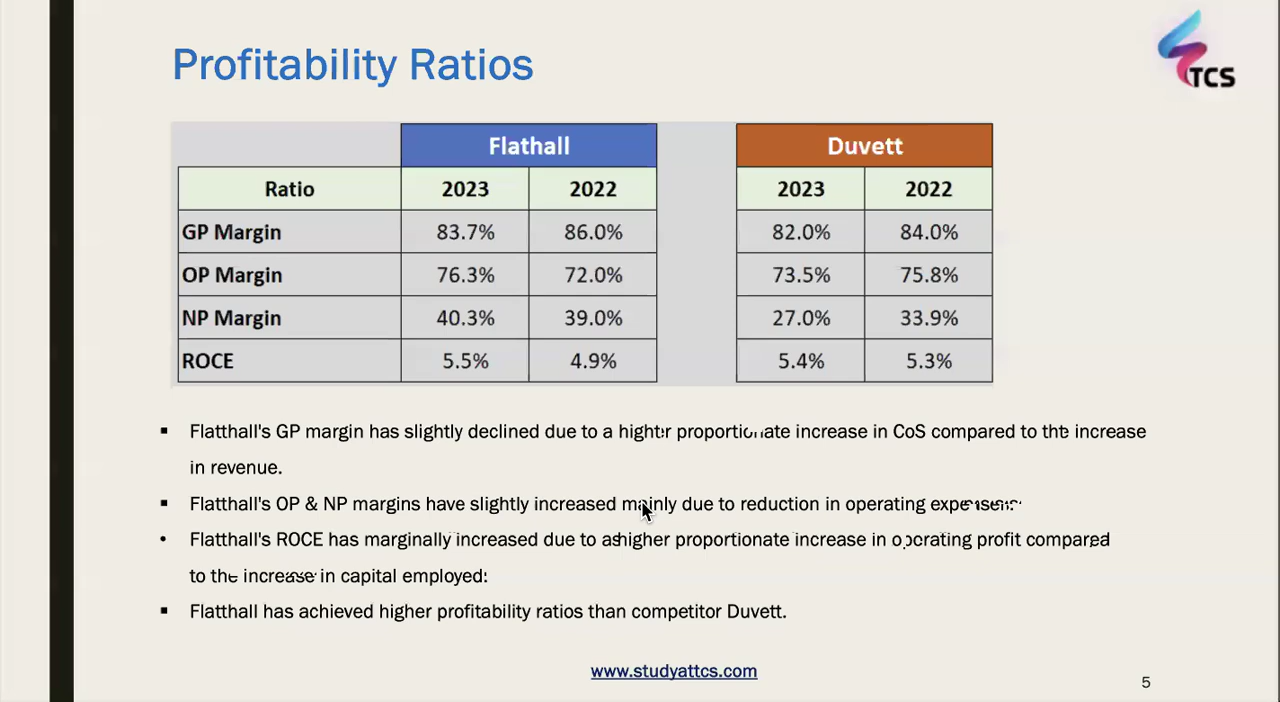 Profitability Ratios
TCS
Flathall Duvett
Ratio 2023 2022 2023 2022
GP Margin 83.7% 86.0% 82.0% 84.0%
OP Margin 76.3% 72.0% 73.5% 75.8%
NP Margin 40.3% 39.0% 27.0% 33.9%
ROCE 5.5% 4.9% 5.4% 5.3%
▪ Flatthall's GP margin has slightly declined due to a higher proportionate increase in CoS compared to the increase
in revenue.
▪ Flatthall's OP & NP margins have slightly increased mainly due to reduction in operating expenses.
• Flatthall's ROCE has marginally increased due to a higher proportionate increase in operating profit compared
to the increase in capital employed:
▪ Flatthall has achieved higher profitability ratios than competitor Duvett.
www.studyattcs.com
5